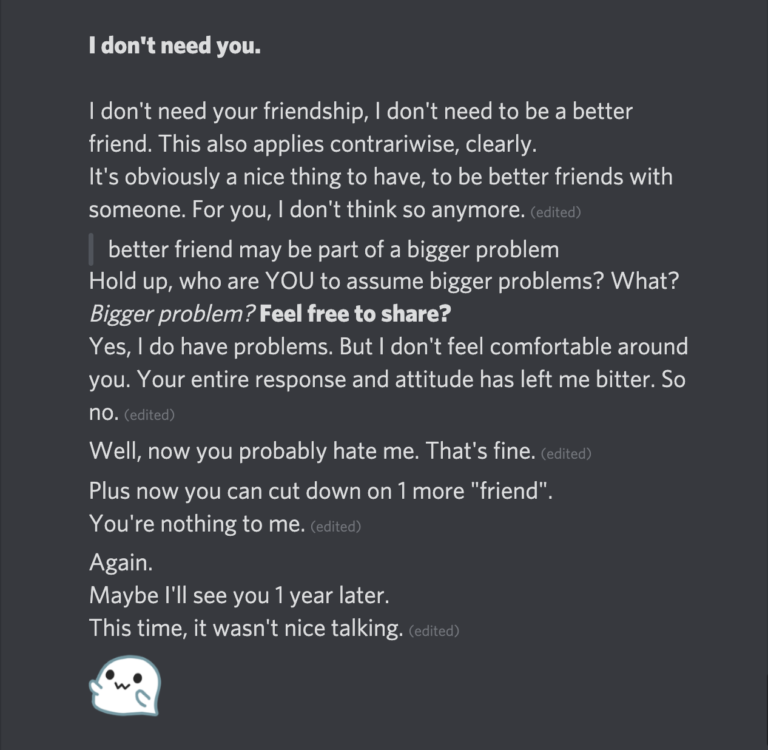 I don't need you.
I don't need your friendship, I don't need to be a better
friend. This also applies contrariwise, clearly.
It's obviously a nice thing to have, to be better friends with
someone. For you, I don't think so anymore. (edited)
better friend may be part of a bigger problem
Hold up, who are YOU to assume bigger problems? What?
Bigger problem? Feel free to share?
Yes, I do have problems. But I don't feel comfortable around
you. Your entire response and attitude has left me bitter. So
no. (edited)
Well, now you probably hate me. That's fine. (edited)
Plus now you can cut down on 1 more "friend".
You're nothing to me. (edited)
Again.
Maybe I'll see you 1 year later.
This time, it wasn't nice talking. (edited)